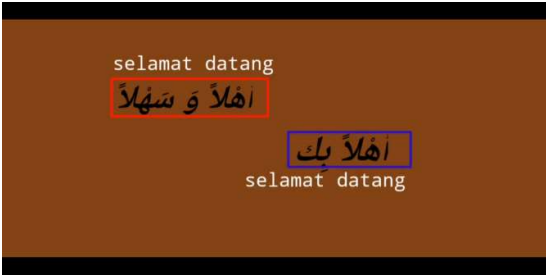 selamat datang
أَهْلاً وَ سَهْلاً
أَهْلاً بِك
selamat datang